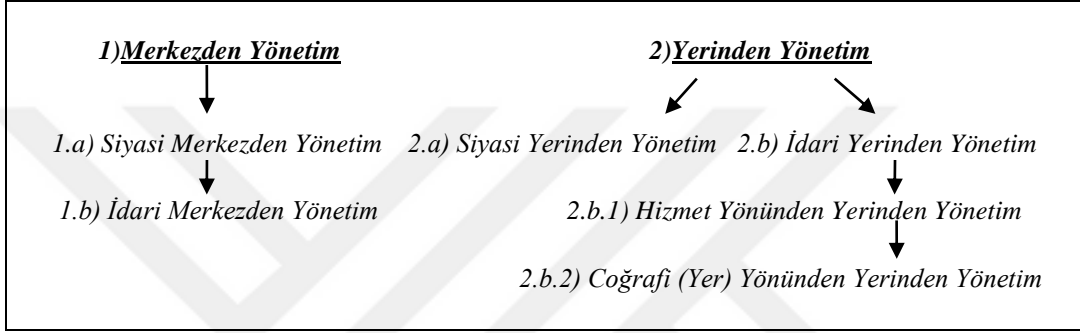 1)Merkezden Yönetim 2)Yerinden Yönetim
1.a) Siyasi Merkezden Yönetim 2.a) Siyasi Yerinden Yönetim 2.b) İdari Yerinden Yönetim
1.b) İdari Merkezden Yönetim 2.b.1) Hizmet Yönünden Yerinden Yönetim
2.b.2) Coğrafi (Yer) Yönünden Yerinden Yönetim